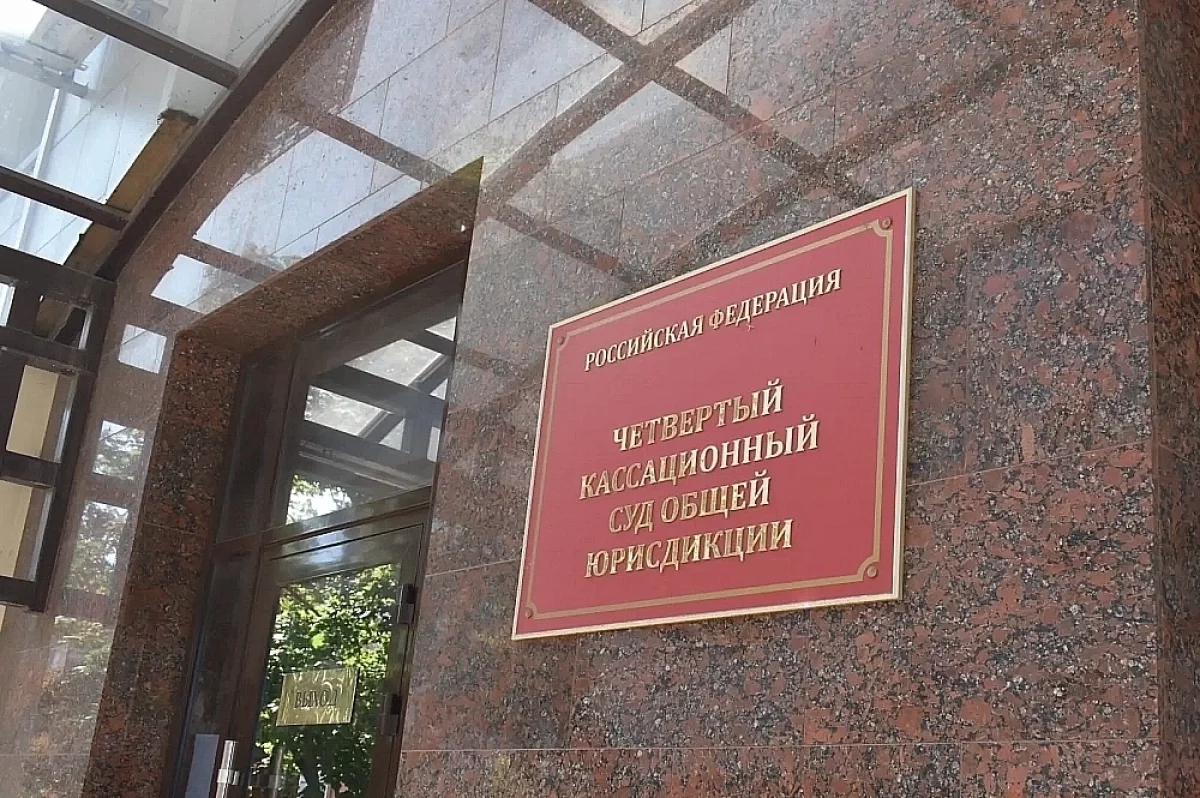 РОССИЙСКАЯ ФЕДЕРАЦИЯ
ЧЕТВЕРТЫЙ
КАССАЦИОННЫЙ
СУД ОБЩЕЙ
ЮРИСДИКЦИИ
ВЫХОД